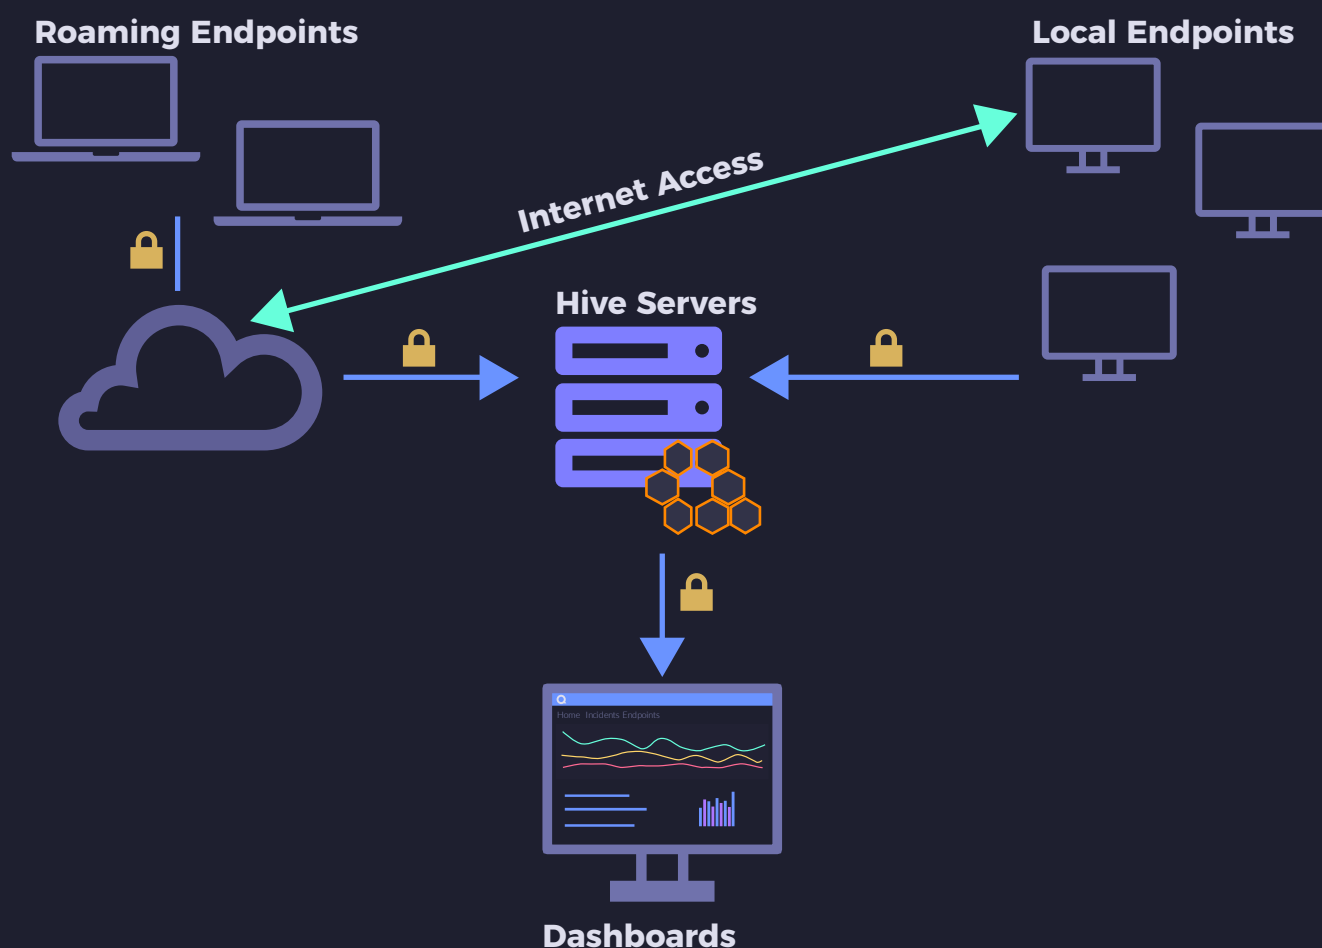 Roaming Endpoints
Local Endpoints
Internet Access
Hive Servers
Home Incidents Endpoints
Dashboards